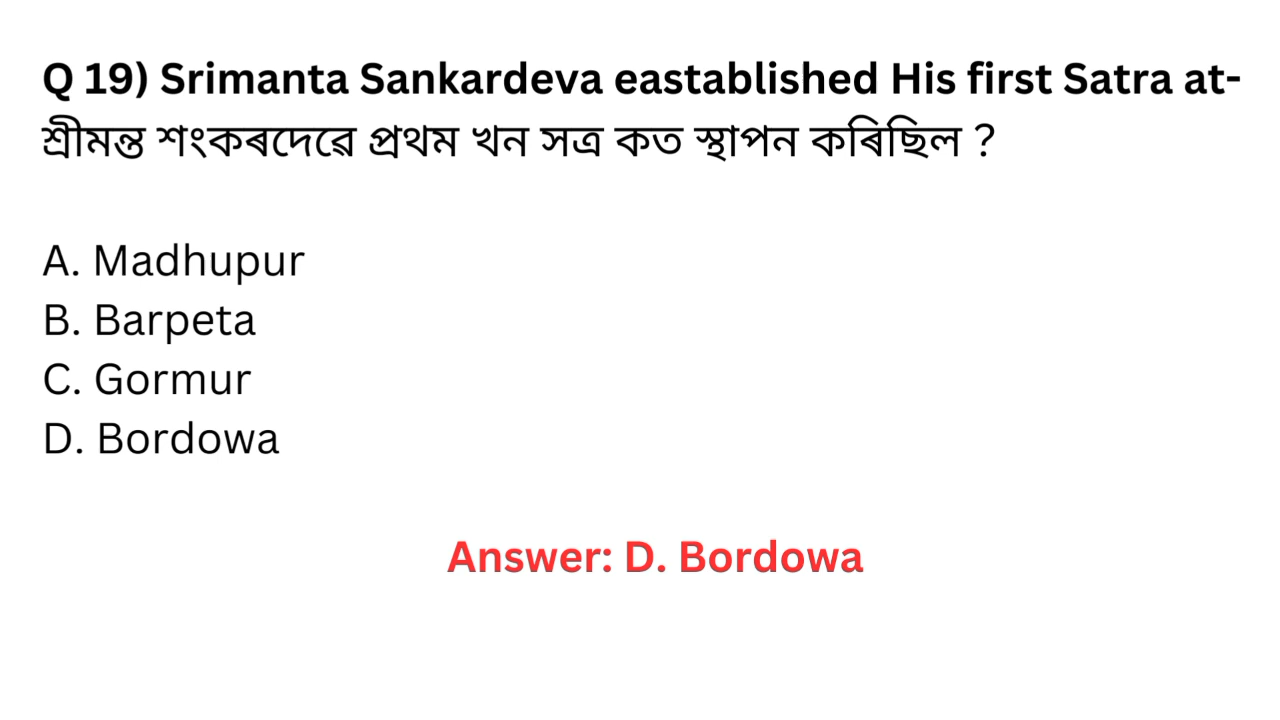 Q 19) Srimanta Sankardeva eastablished His first Satra at-
শ্ৰীমন্ত শংকৰদেৱে প্ৰথম খন সত্ৰ কত স্থাপন কৰিছিল ?
A. Madhupur
B. Barpeta
C. Gormur
D. Bordowa
Answer: D. Bordowa